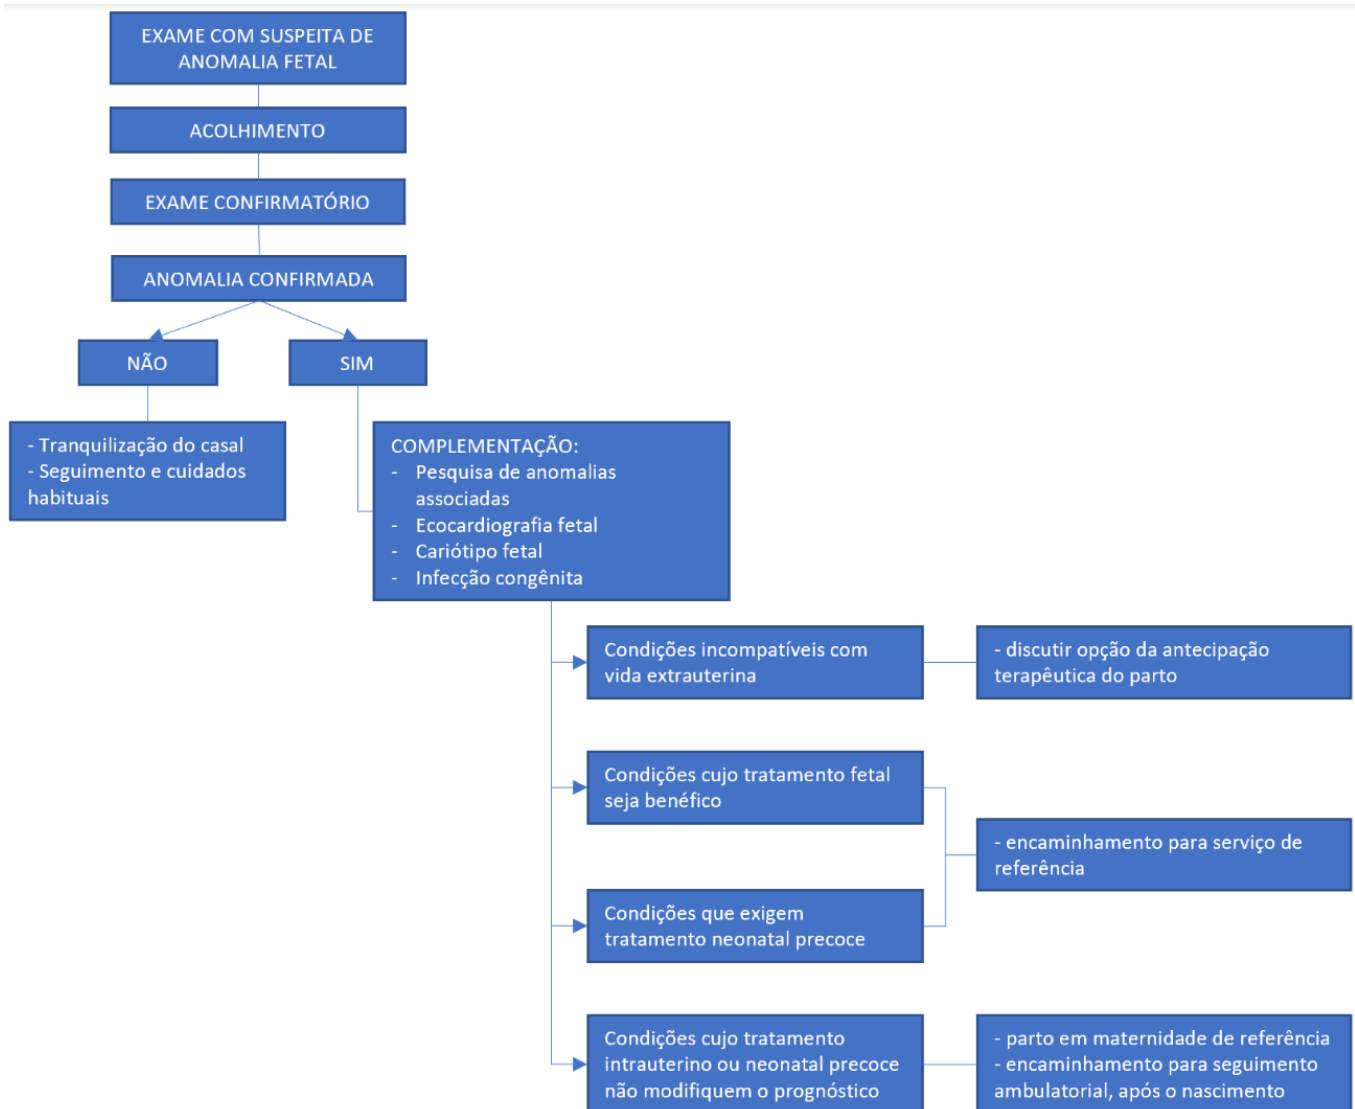 EXAME COM SUSPEITA DE
ANOMALIA FETAL
ACOLHIMENTO
EXAME CONFIRMATÓRIO
ANOMALIA CONFIRMADA
NÃO
SIM
- Tranquilização do casal
- Seguimento e cuidados
habituais
COMPLEMENTAÇÃO:
- Pesquisa de anomalias
associadas
- Ecocardiografia fetal
- Cariótipo fetal
- Infecção congênita
Condições incompatíveis com
vida extrauterina
- discutir opção da antecipação
terapêutica do parto
Condições cujo tratamento fetal
seja benéfico
- encaminhamento para serviço de
referência
Condições que exigem
tratamento neonatal precoce
Condições cujo tratamento
intrauterino ou neonatal precoce
não modifiquem o prognóstico
- parto em maternidade de referência
- encaminhamento para seguimento
ambulatorial, após o nascimento